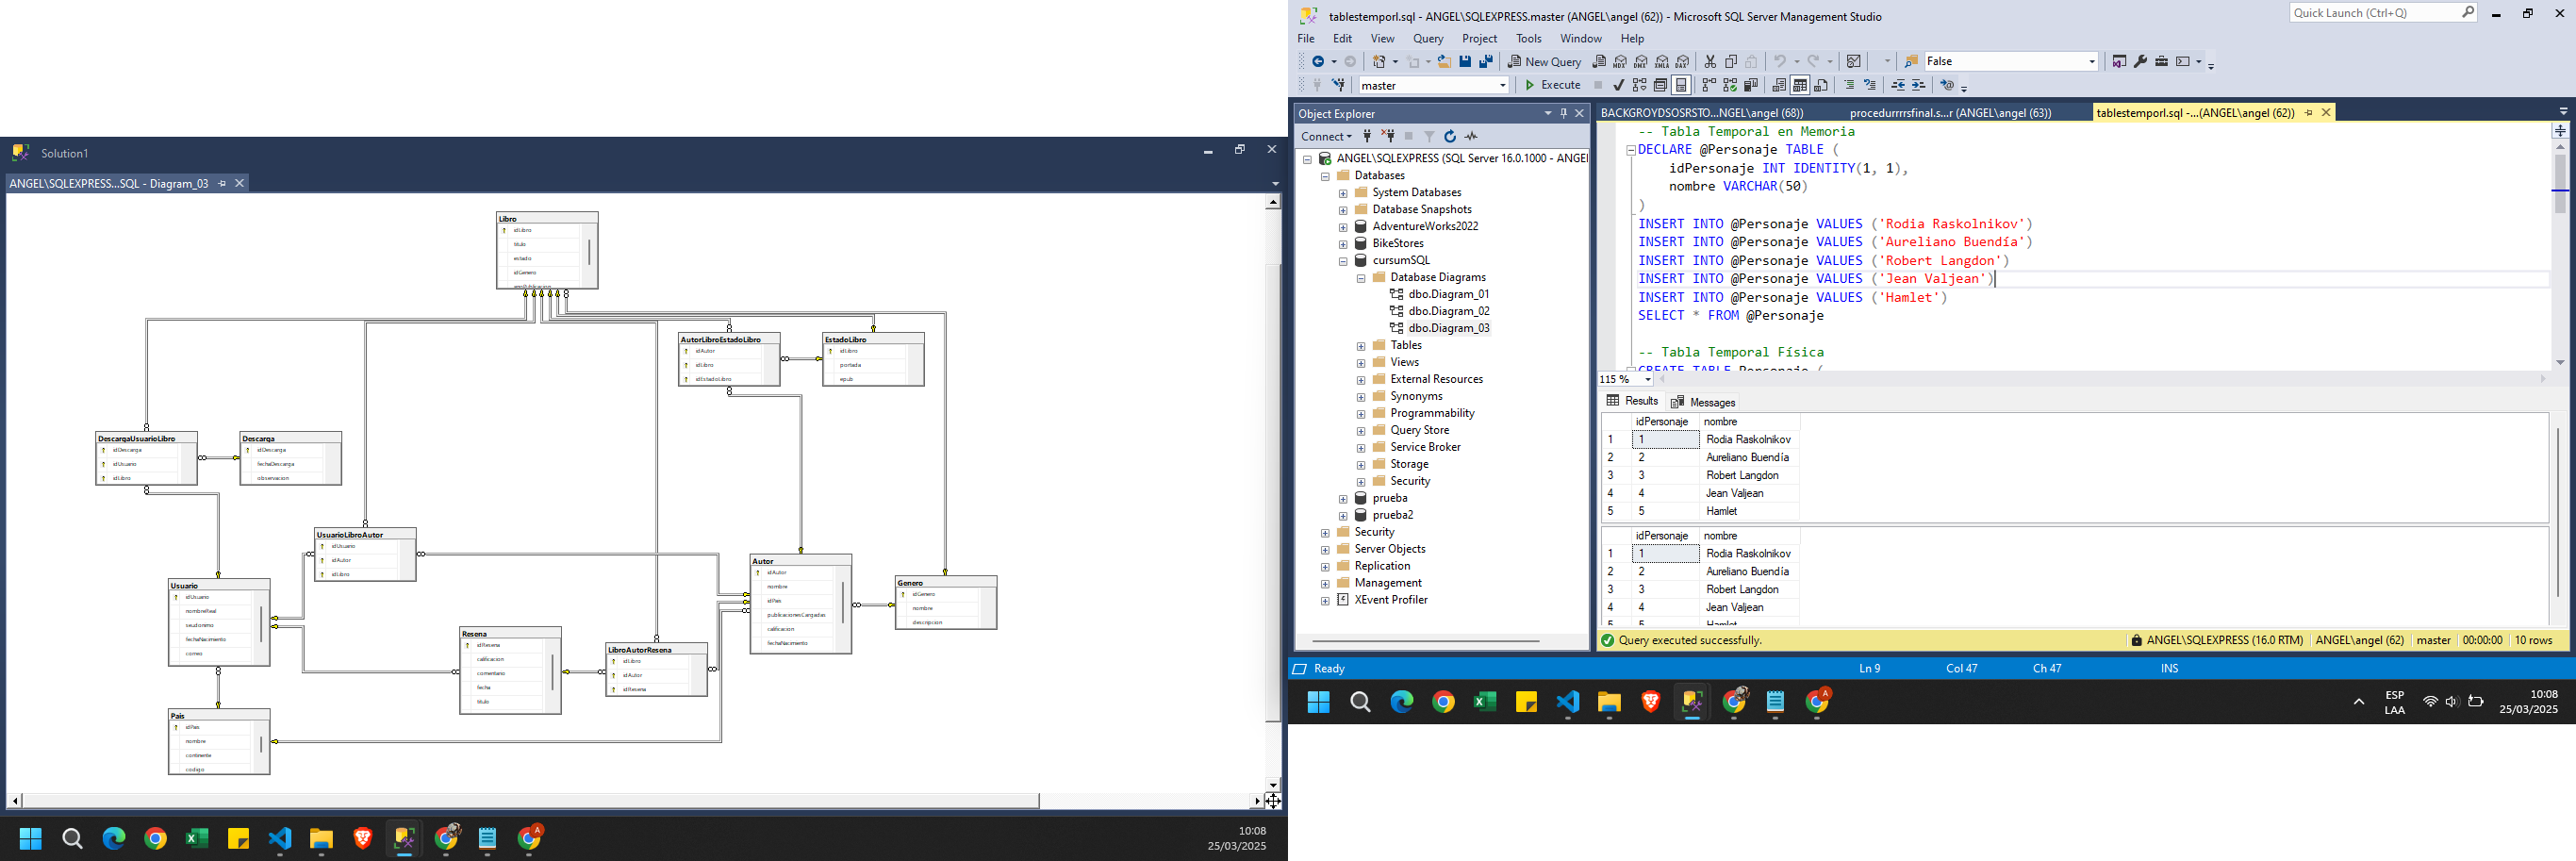 Solution1
ANGEL\SQLEXPRESS...SQL - Diagram_03
Libro
idLibro
titulo
estado
idGenero
AutorLibroEstadoLibro
idAutor
idLibro
idEstadoLibro
EstadoLibro
idLibro
portada
epub
DescargaUsuarioLibro
idDescarga
idUsuario
idLibro
Descarga
idDescarga
fechaDescarga
observacion
UsuarioLibroAutor
idUsuario
idAutor
idLibro
Usuario
idUsuario
nombreReal
seudonimo
fechaNacimiento
correo
Autor
idAutor
nombre
idPais
publicacionesCargadas
calificacion
fechaNacimiento
Genero
idGenero
nombre
descripcion
Resena
idResena
calificacion
comentario
fecha
titulo
LibroAutorResena
idLibro
idAutor
idResena
Pais
idPais
nombre
continente
codigo
10:08
25/03/2025
tablestemporl.sql - ANGEL\SQLEXPRESS.master (ANGEL\angel (62)) - Microsoft SQL Server Management Studio
Quick Launch (Ctrl+Q)
File Edit View Query Project Tools Window Help
New Query
False
master
Execute
Object Explorer
Connect
ANGEL\SQLEXPRESS (SQL Server 16.0.1000 - ANGEL
Databases
System Databases
Database Snapshots
AdventureWorks2022
BikeStores
cursumSQL
Database Diagrams
dbo.Diagram_01
dbo.Diagram_02
dbo.Diagram_03
Tables
Views
External Resources
Synonyms
Programmability
Query Store
Service Broker
Storage
Security
prueba
prueba2
Security
Server Objects
Replication
Management
XEvent Profiler
BACKGROYDSOSRSTO...NGEL\angel (68))
procedurrrrsfinal.s...r (ANGEL\angel (63))
tablestemporl.sql -...(ANGEL\angel (62))
-- Tabla Temporal en Memoria
DECLARE @Personaje TABLE (
idPersonaje INT IDENTITY(1, 1),
nombre VARCHAR(50)
)
INSERT INTO @Personaje VALUES ('Rodia Raskolnikov')
INSERT INTO @Personaje VALUES ('Aureliano Buendía')
INSERT INTO @Personaje VALUES ('Robert Langdon')
INSERT INTO @Personaje VALUES ('Jean Valjean')
INSERT INTO @Personaje VALUES ('Hamlet')
SELECT * FROM @Personaje
-- Tabla Temporal Física
CREATE TABLE Personaje (
115 %
Results Messages
idPersonaje nombre
1 1 Rodia Raskolnikov
2 2 Aureliano Buendía
3 3 Robert Langdon
4 4 Jean Valjean
5 5 Hamlet
idPersonaje nombre
1 1 Rodia Raskolnikov
2 2 Aureliano Buendía
3 3 Robert Langdon
4 4 Jean Valjean
5 5 Hamlet
Query executed successfully.
ANGEL\SQLEXPRESS (16.0 RTM) ANGEL\angel (62) master 00:00:00 10 rows
Ready
Ln 9 Col 47 Ch 47 INS
ESP
LAA
10:08
25/03/2025